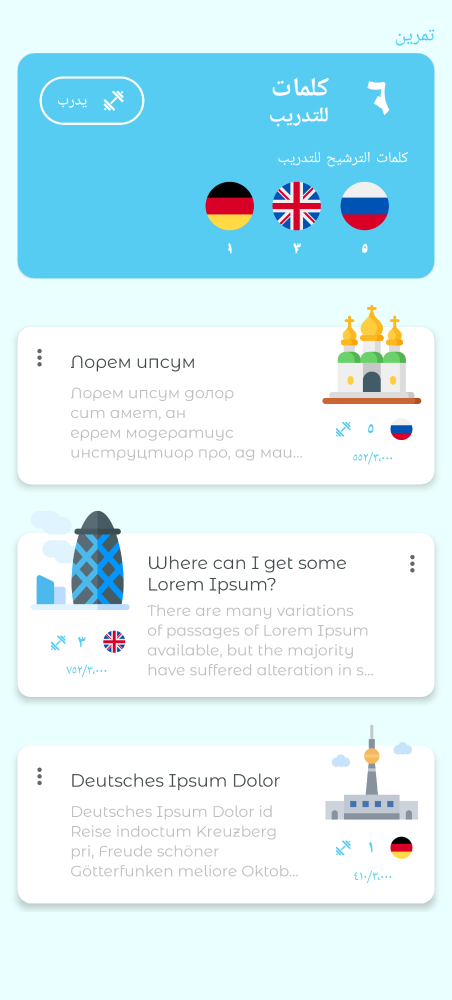 تمرين
٦
كلمات
للتدريب
يدرب
كلمات الترشيح للتدريب
٥
٣
١
Лорем ипсум
Лорем ипсум долор
сит амет, ан
еррем модератиус
инструцтиор про, ад маи...
٥
٥٥٢/٣،٠٠٠
Where can I get some
Lorem Ipsum?
There are many variations
of passages of Lorem Ipsum
available, but the majority
have suffered alteration in s...
٣
٧٥٢/٣،٠٠٠
Deutsches Ipsum Dolor
Deutsches Ipsum Dolor id
Reise indoctum Kreuzberg
pri, Freude schöner
Götterfunken meliore Oktob...
١
٤١٠/٣،٠٠٠